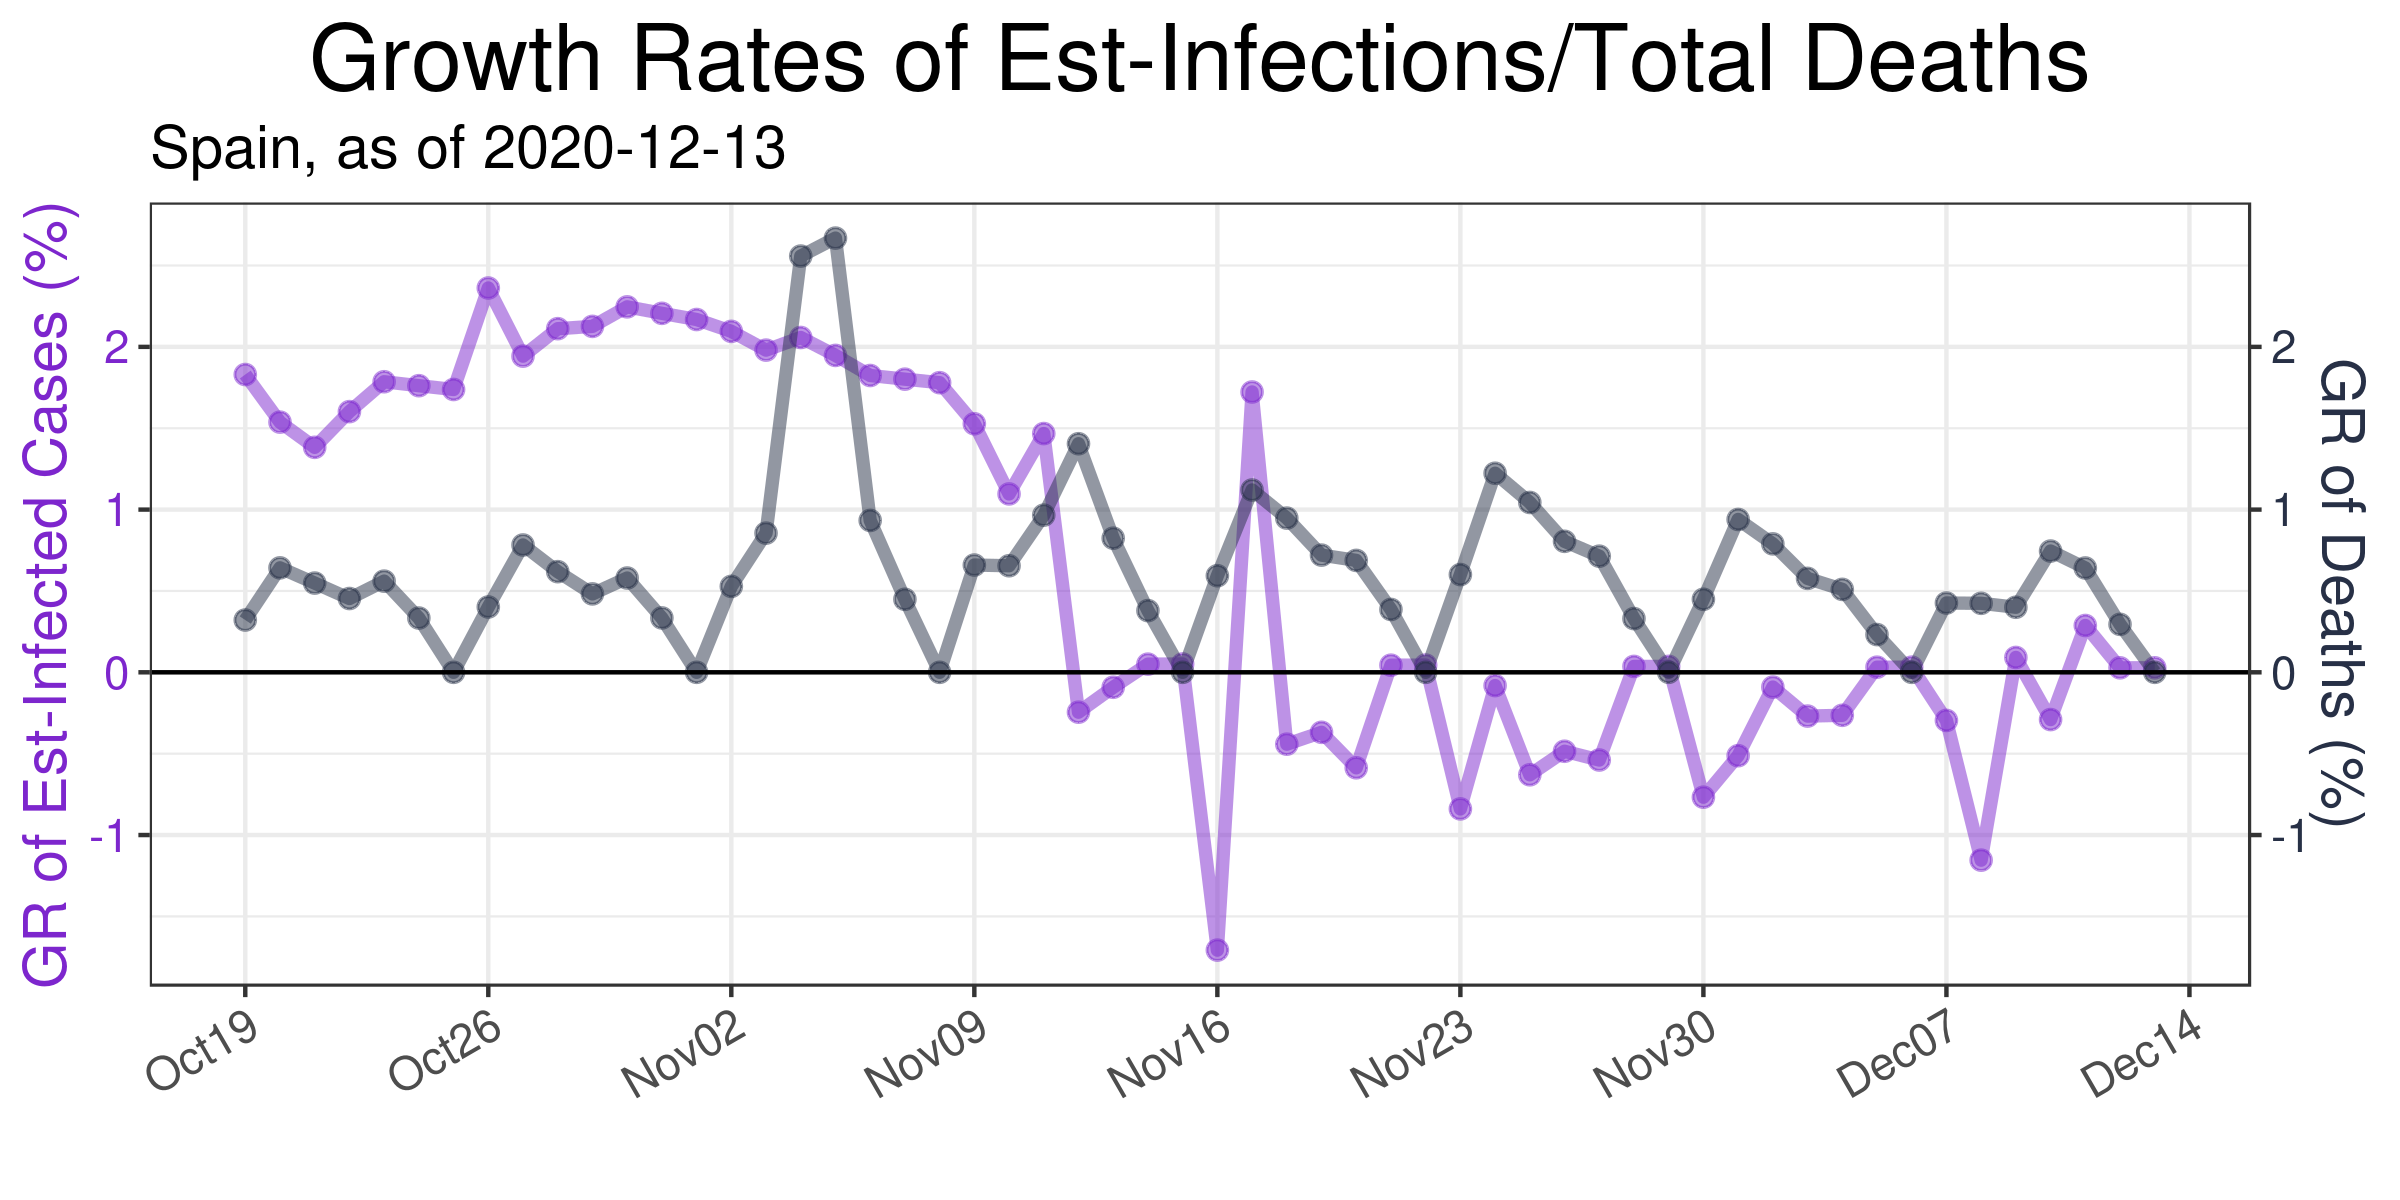 Growth Rates of Est-Infections/Total Deaths
Spain, as of 2020-12-13
GR of Est-Infected Cases (%)
2
1
0
-1
2
1
0
-1
GR of Deaths (%)
Oct19
Oct26
Nov02
Nov09
Nov16
Nov23
Nov30
Dec07
Dec14